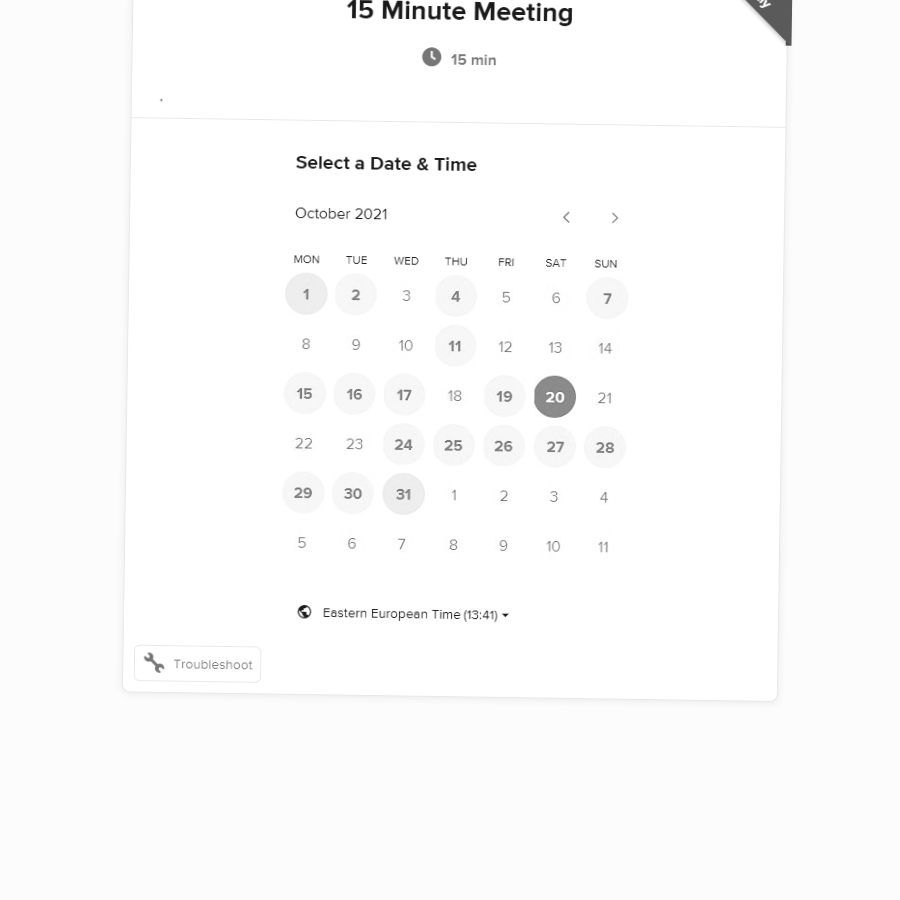 15 Minute Meeting
15 min
.
Select a Date & Time
October 2021
MON TUE WED THU FRI SAT SUN
1 2 3 4 5 6 7
8 9 10 11 12 13 14
15 16 17 18 19 20 21
22 23 24 25 26 27 28
29 30 31 1 2 3 4
5 6 7 8 9 10 11
Eastern European Time (13:41)
Troubleshoot